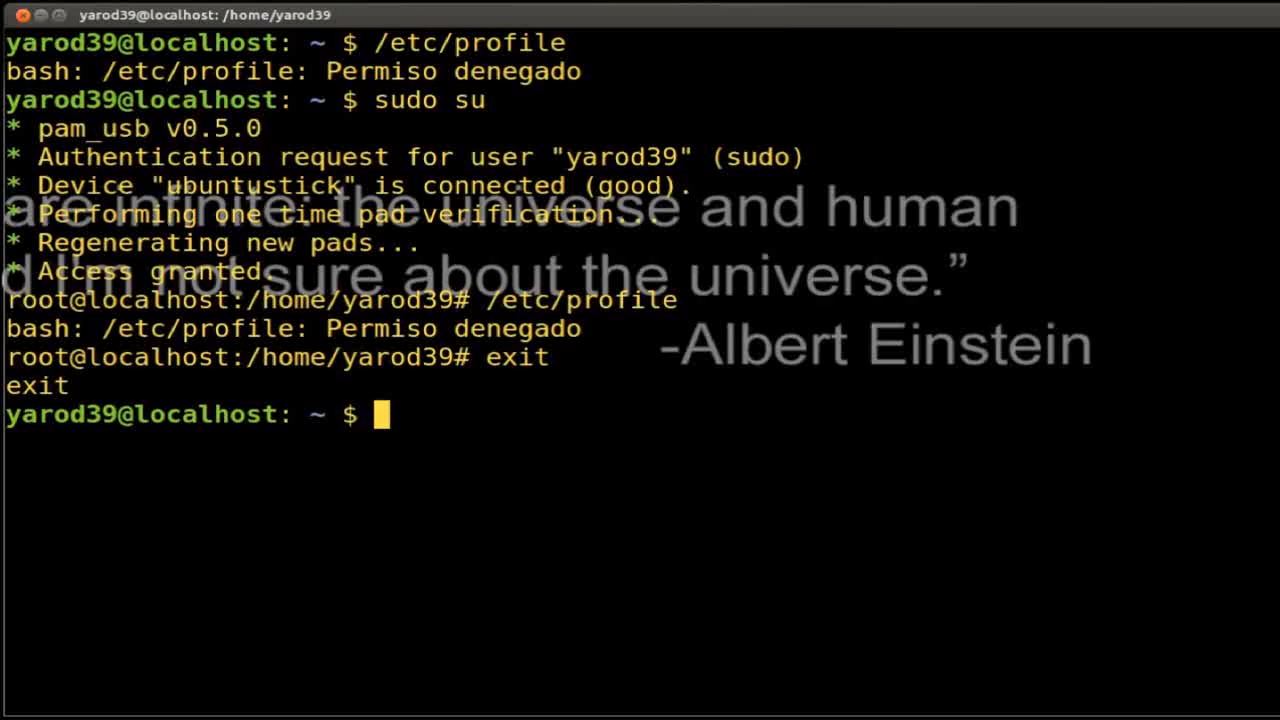 yarod39@localhost: /home/yarod39
yarod39@localhost: ~ $ /etc/profile
bash: /etc/profile: Permiso denegado
yarod39@localhost: ~ $ sudo su
* pam_usb v0.5.0
* Authentication request for user "yarod39" (sudo)
* Device "ubuntustick" is connected (good).
* Performing one time pad verification...
* Regenerating new pads...
* Access granted.
root@localhost:/home/yarod39# /etc/profile
bash: /etc/profile: Permiso denegado
root@localhost:/home/yarod39# exit
exit
yarod39@localhost: ~ $
are infinite: the universe and human
d I'm not sure about the universe.”
-Albert Einstein